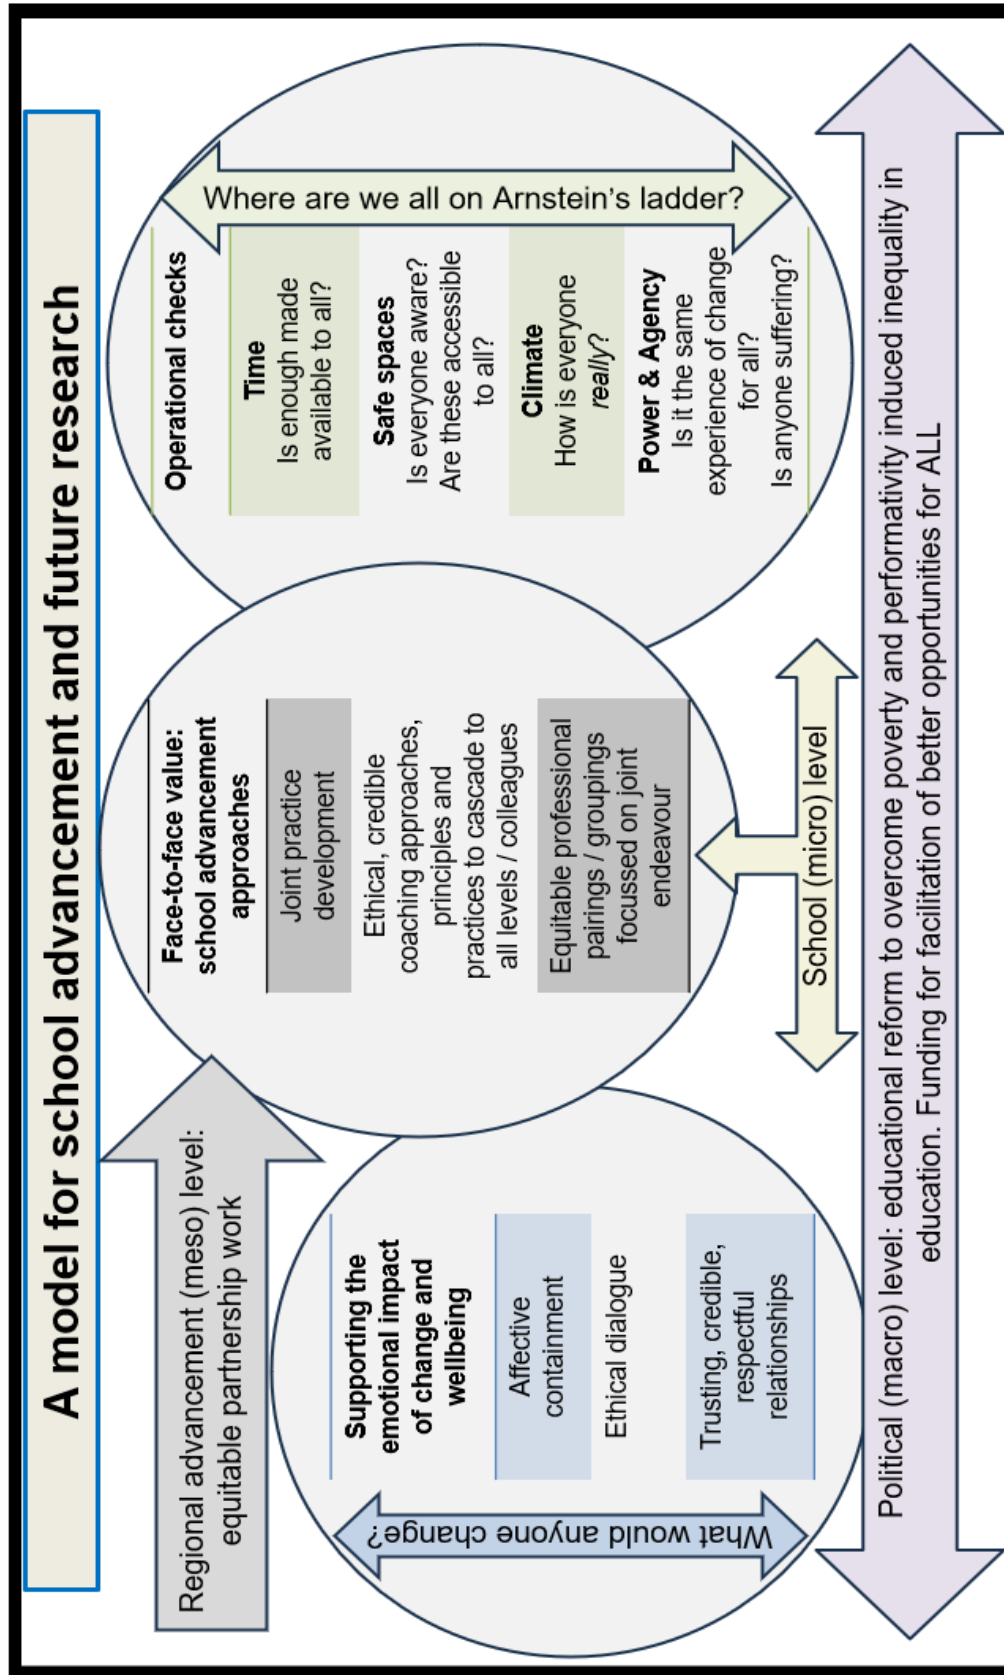 A model for school advancement and future research
Regional advancement (meso) level:
equitable partnership work
What would anyone change?
Supporting the
emotional impact
of change and
wellbeing
Affective
containment
Ethical dialogue
Trusting, credible,
respectful
relationships
Face-to-face value:
school advancement
approaches
Joint practice
development
Ethical, credible
coaching approaches,
principles and
practices to cascade to
all levels / colleagues
Equitable professional
pairings / groupings
focussed on joint
endeavour
Operational checks
Time
Is enough made
available to all?
Safe spaces
Is everyone aware?
Are these accessible
to all?
Climate
How is everyone
really?
Power & Agency
Is it the same
experience of change
for all?
Is anyone suffering?
Where are we all on Arnstein's ladder?
School (micro) level
Political (macro) level: educational reform to overcome poverty and performativity induced inequality in
education. Funding for facilitation of better opportunities for ALL